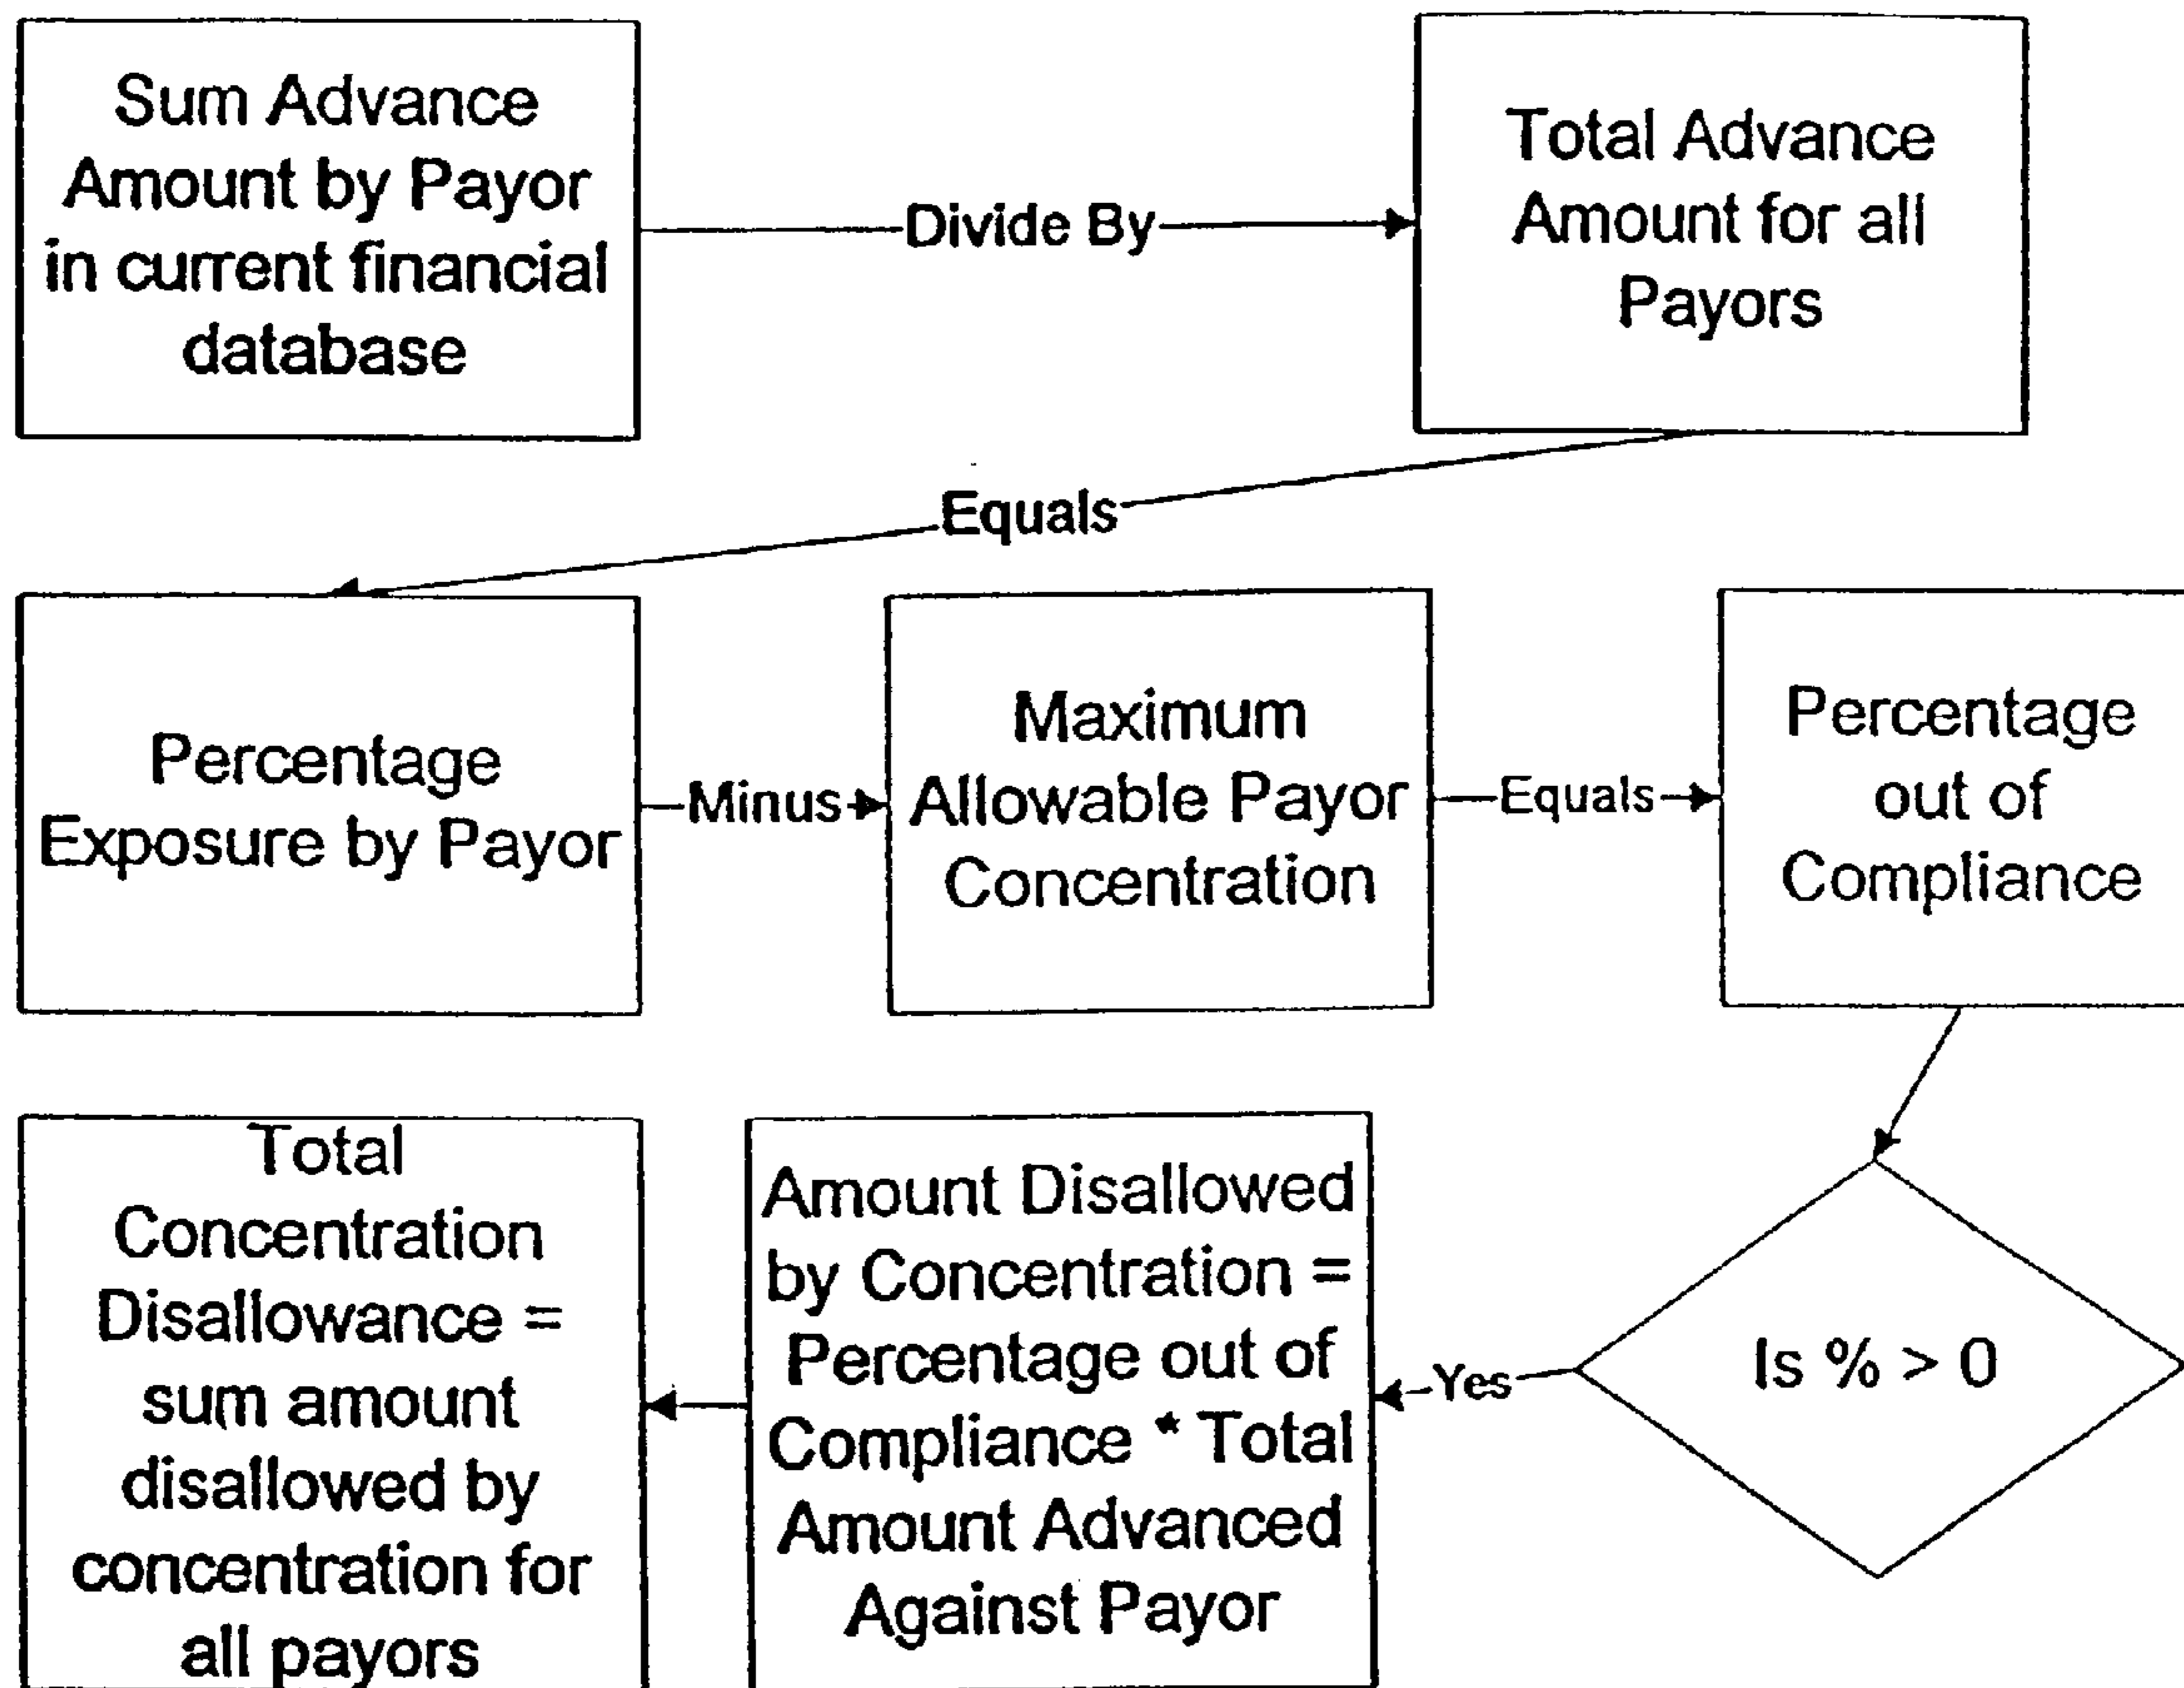 Sum Advance
Amount by Payor
in current financial
database
Divide By
Total Advance
Amount for all
Payors
Equals
Percentage
Exposure by Payor
Minus
Maximum
Allowable Payor
Concentration
Equals
Percentage
out of
Compliance
Is % > 0
Yes
Amount Disallowed
by Concentration =
Percentage out of
Compliance * Total
Amount Advanced
Against Payor
Total
Concentration
Disallowance =
sum amount
disallowed by
concentration for
all payors